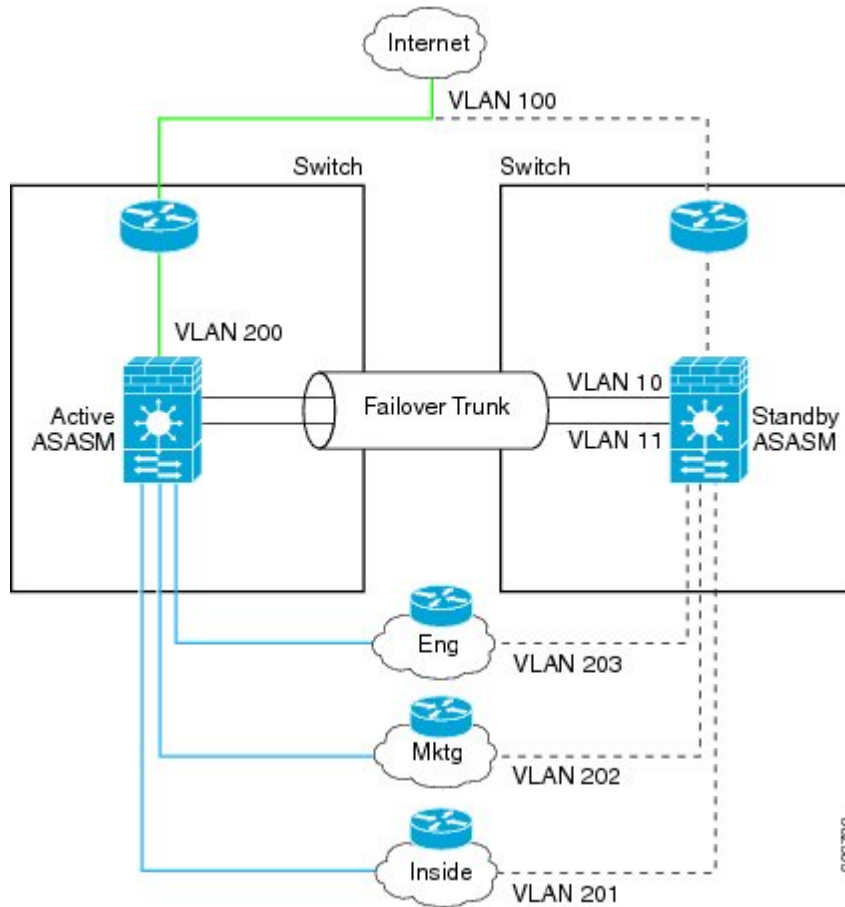 Internet
VLAN 100
Switch
Switch
VLAN 200
Active
ASASM
Failover Trunk
VLAN 10
VLAN 11
Standby
ASASM
Eng
VLAN 203
Mktg
VLAN 202
Inside
VLAN 201